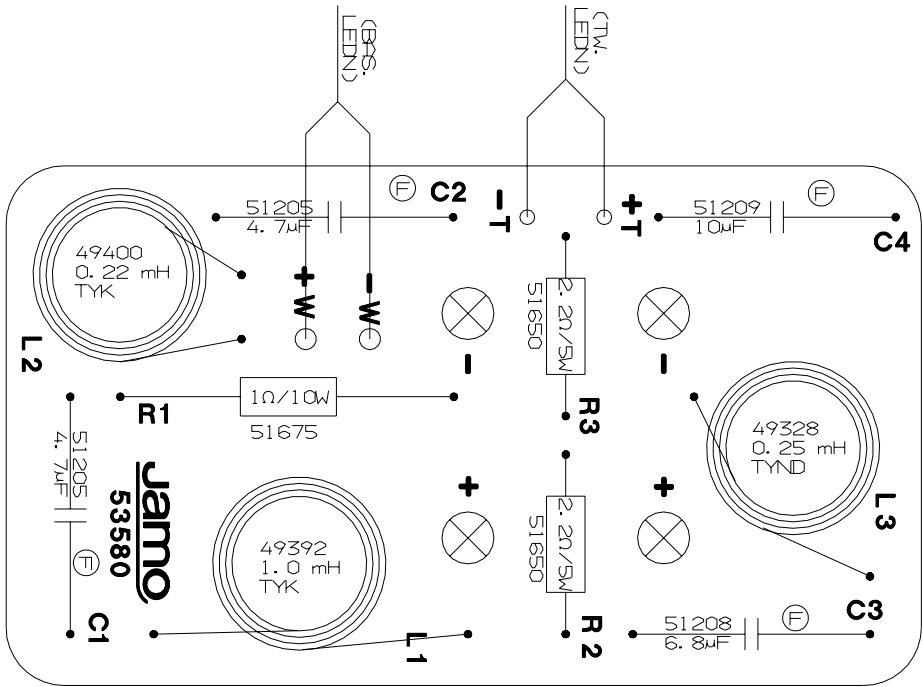 (BAS.
LEDN)
(TW.
LEDN)
F
C2
51205
4.7µF
-T
+T
51209
10µF
F
C4
49400
0.22 mH
TYK
L2
+W
-W
51650
2.2Ω/5W
R3
-
-
R1
1Ω/10W
51675
49328
0.25 mH
TYND
L3
51205
4.7µF
F
C1
Jamo
53580
49392
1.0 mH
TYK
L1
+
+
51650
2.2Ω/5W
R2
51208
6.8µF
F
C3